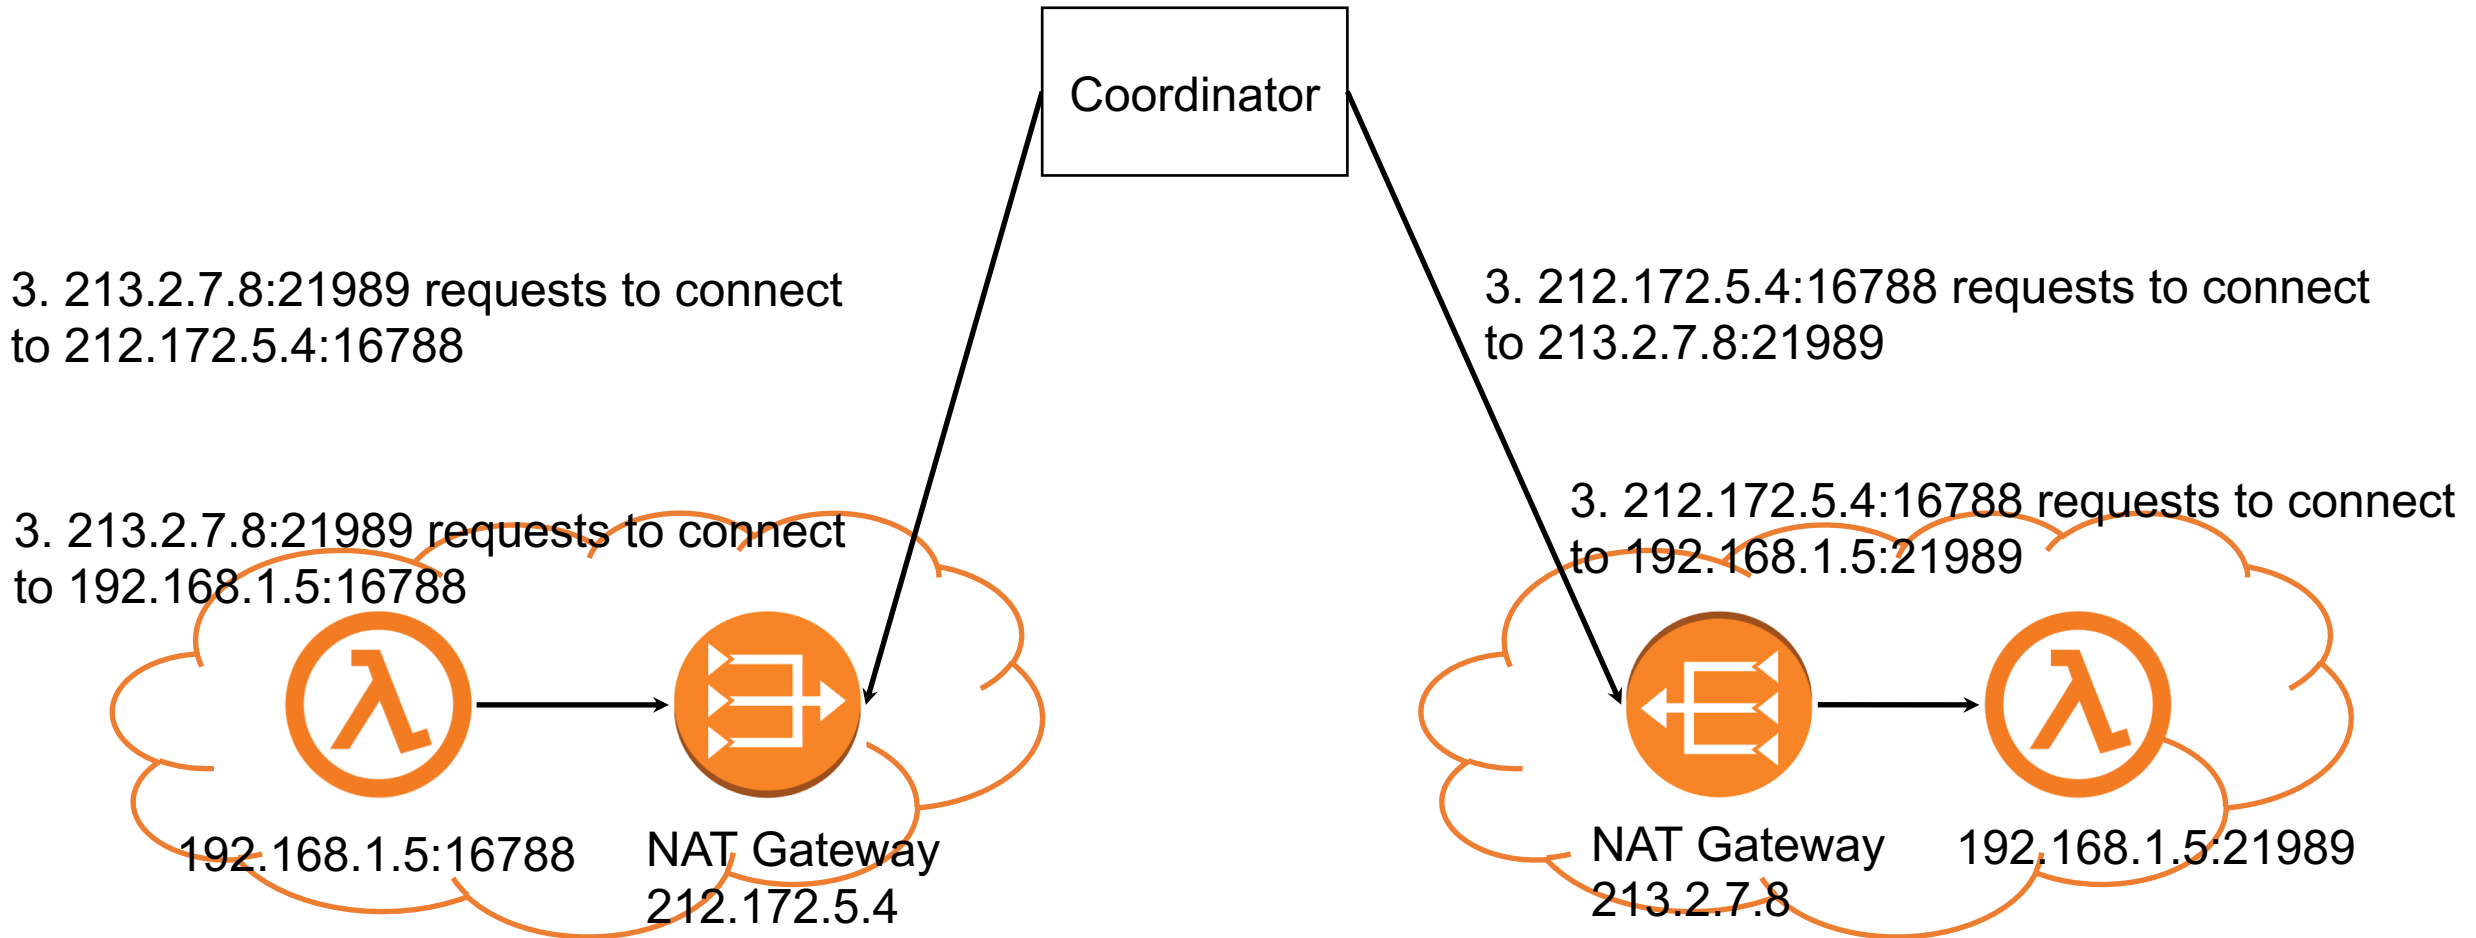 Coordinator
3. 213.2.7.8:21989 requests to connect
to 212.172.5.4:16788
3. 212.172.5.4:16788 requests to connect
to 213.2.7.8:21989
3. 213.2.7.8:21989 requests to connect
to 192.168.1.5:16788
3. 212.172.5.4:16788 requests to connect
to 192.168.1.5:21989
192.168.1.5:16788
NAT Gateway
212.172.5.4
NAT Gateway
213.2.7.8
192.168.1.5:21989